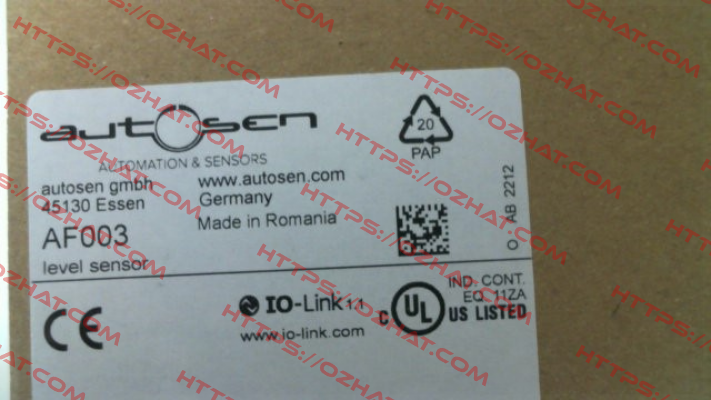 autosen
AUTOMATION & SENSORS
autosen gmbh
45130 Essen
www.autosen.com
Germany
Made in Romania
AF003
level sensor
20
PAP
O AB 2212
CE
IO-Link 1.1
www.io-link.com
C UL US LISTED
IND. CONT.
EQ. 11ZA
HTTPS://OZHAT.COM